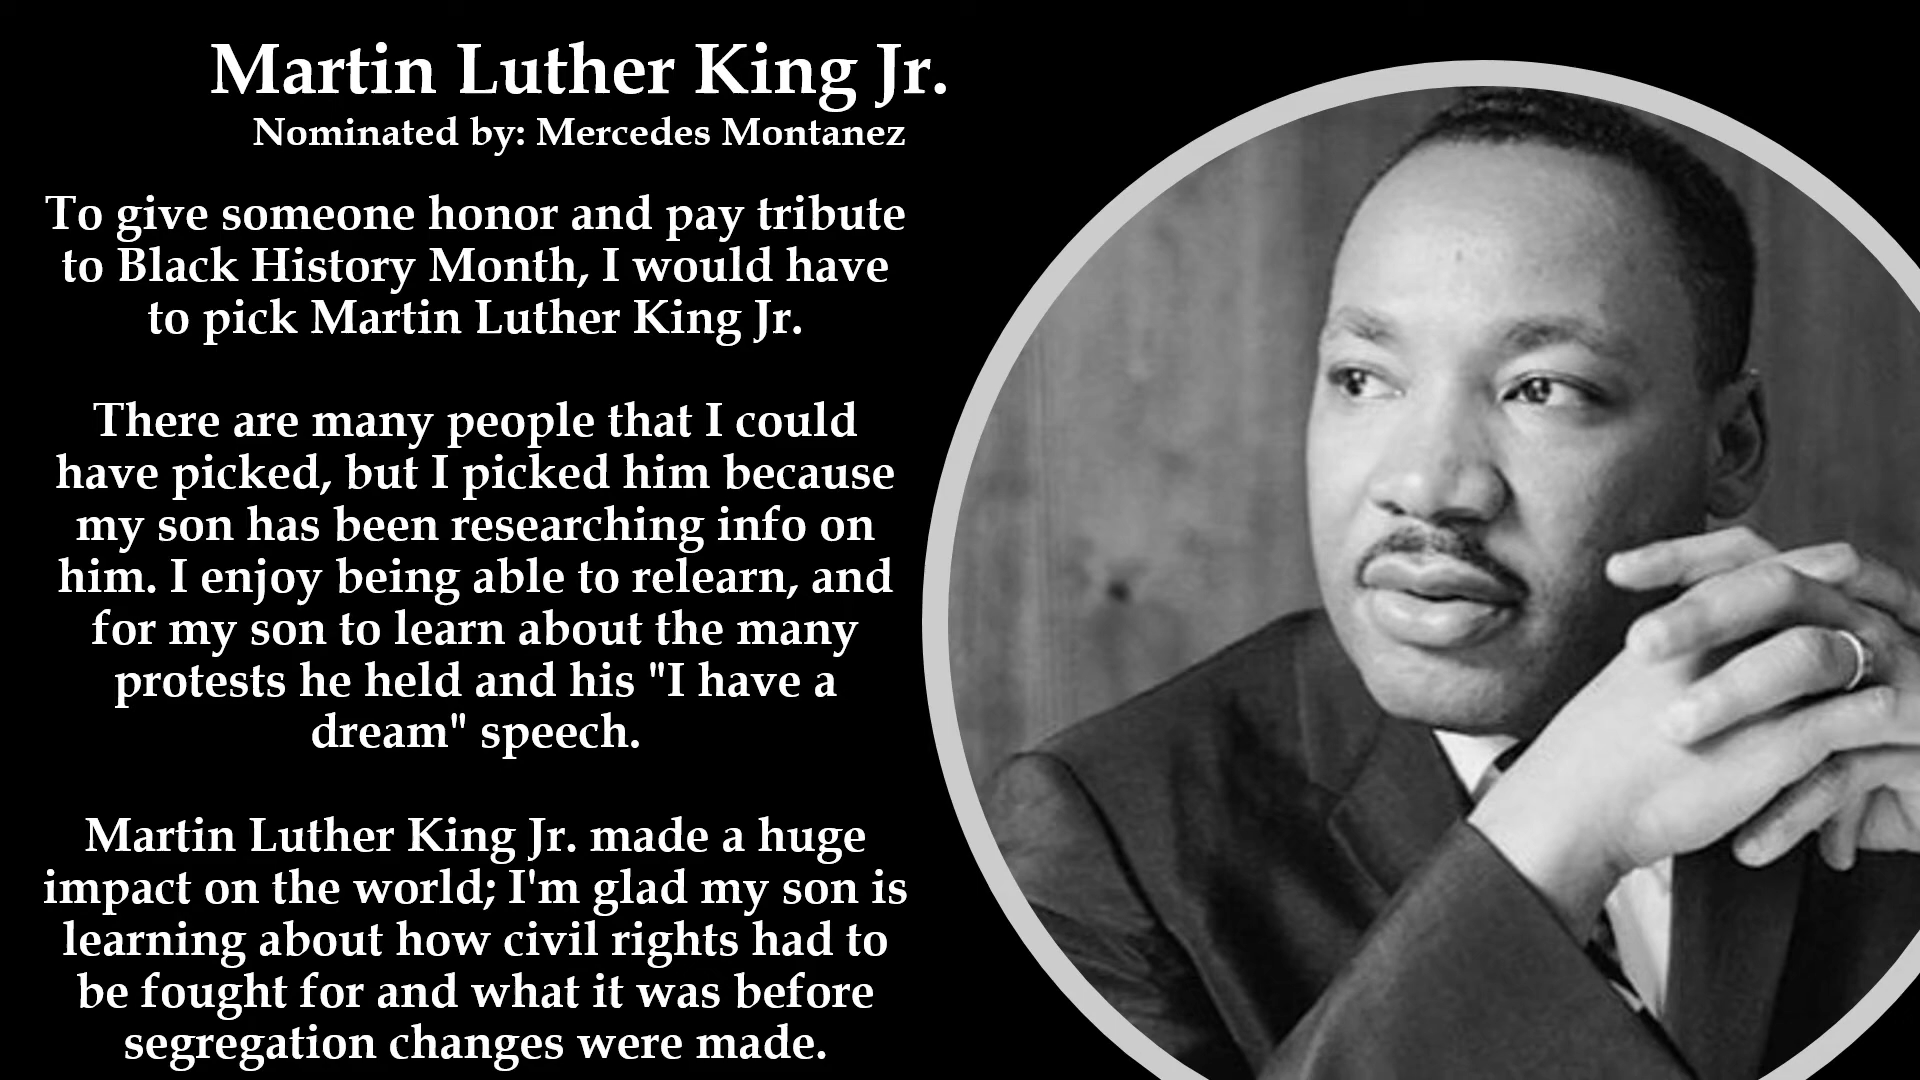 Martin Luther King Jr.
Nominated by: Mercedes Montanez
To give someone honor and pay tribute
to Black History Month, I would have
to pick Martin Luther King Jr.
There are many people that I could
have picked, but I picked him because
my son has been researching info on
him. I enjoy being able to relearn, and
for my son to learn about the many
protests he held and his "I have a
dream" speech.
Martin Luther King Jr. made a huge
impact on the world; I'm glad my son is
learning about how civil rights had to
be fought for and what it was before
segregation changes were made.